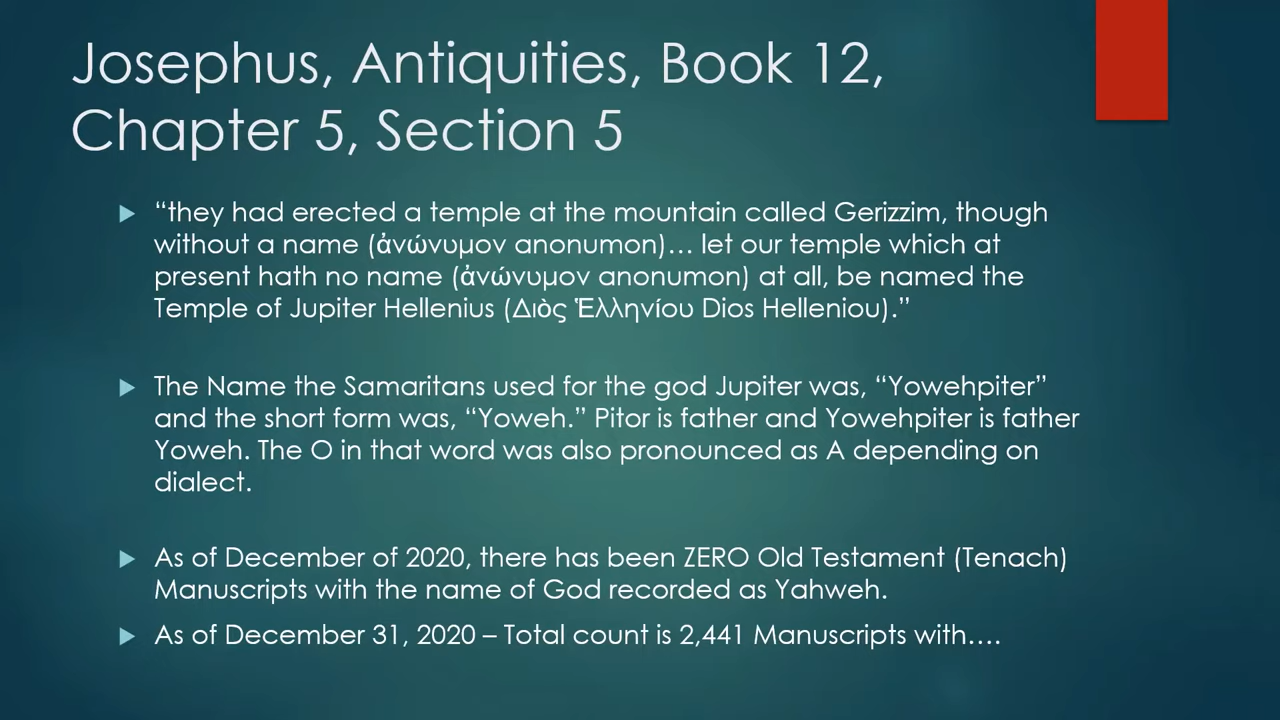 Josephus, Antiquities, Book 12,
Chapter 5, Section 5
“they had erected a temple at the mountain called Gerizzim, though
without a name (ἀνώνυμον anonumon)… let our temple which at
present hath no name (ἀνώνυμον anonumon) at all, be named the
Temple of Jupiter Hellenius (Διὸς Ἑλληνίου Dios Helleniou).”
The Name the Samaritans used for the god Jupiter was, “Yowehpiter”
and the short form was, “Yoweh.” Pitor is father and Yowehpiter is father
Yoweh. The O in that word was also pronounced as A depending on
dialect.
As of December of 2020, there has been ZERO Old Testament (Tenach)
Manuscripts with the name of God recorded as Yahweh.
As of December 31, 2020 – Total count is 2,441 Manuscripts with….